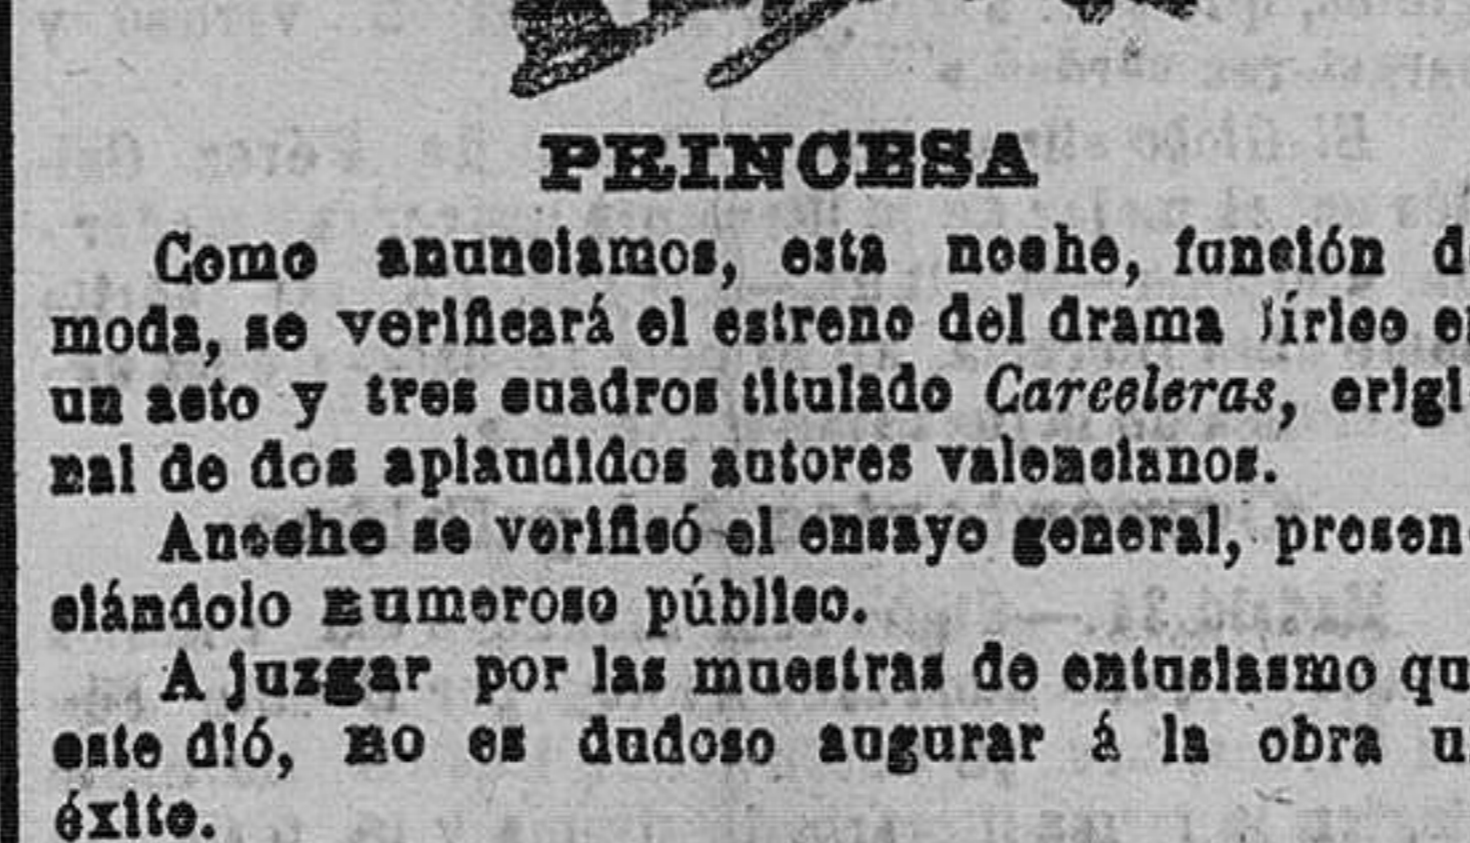 PRINCESA
Como anunciamos, esta noche, función d
moda, se verificará el estreno del drama lírico e
un acto y tres cuadros titulado Carceleras, origi-
nal de dos aplaudidos autores valencianos.
Anoche se verificó el ensayo general, presen-
ciándolo numeroso público.
A juzgar por las muestras de entusiasmo qu
este dió, no es dudoso augurar á la obra u
éxito.